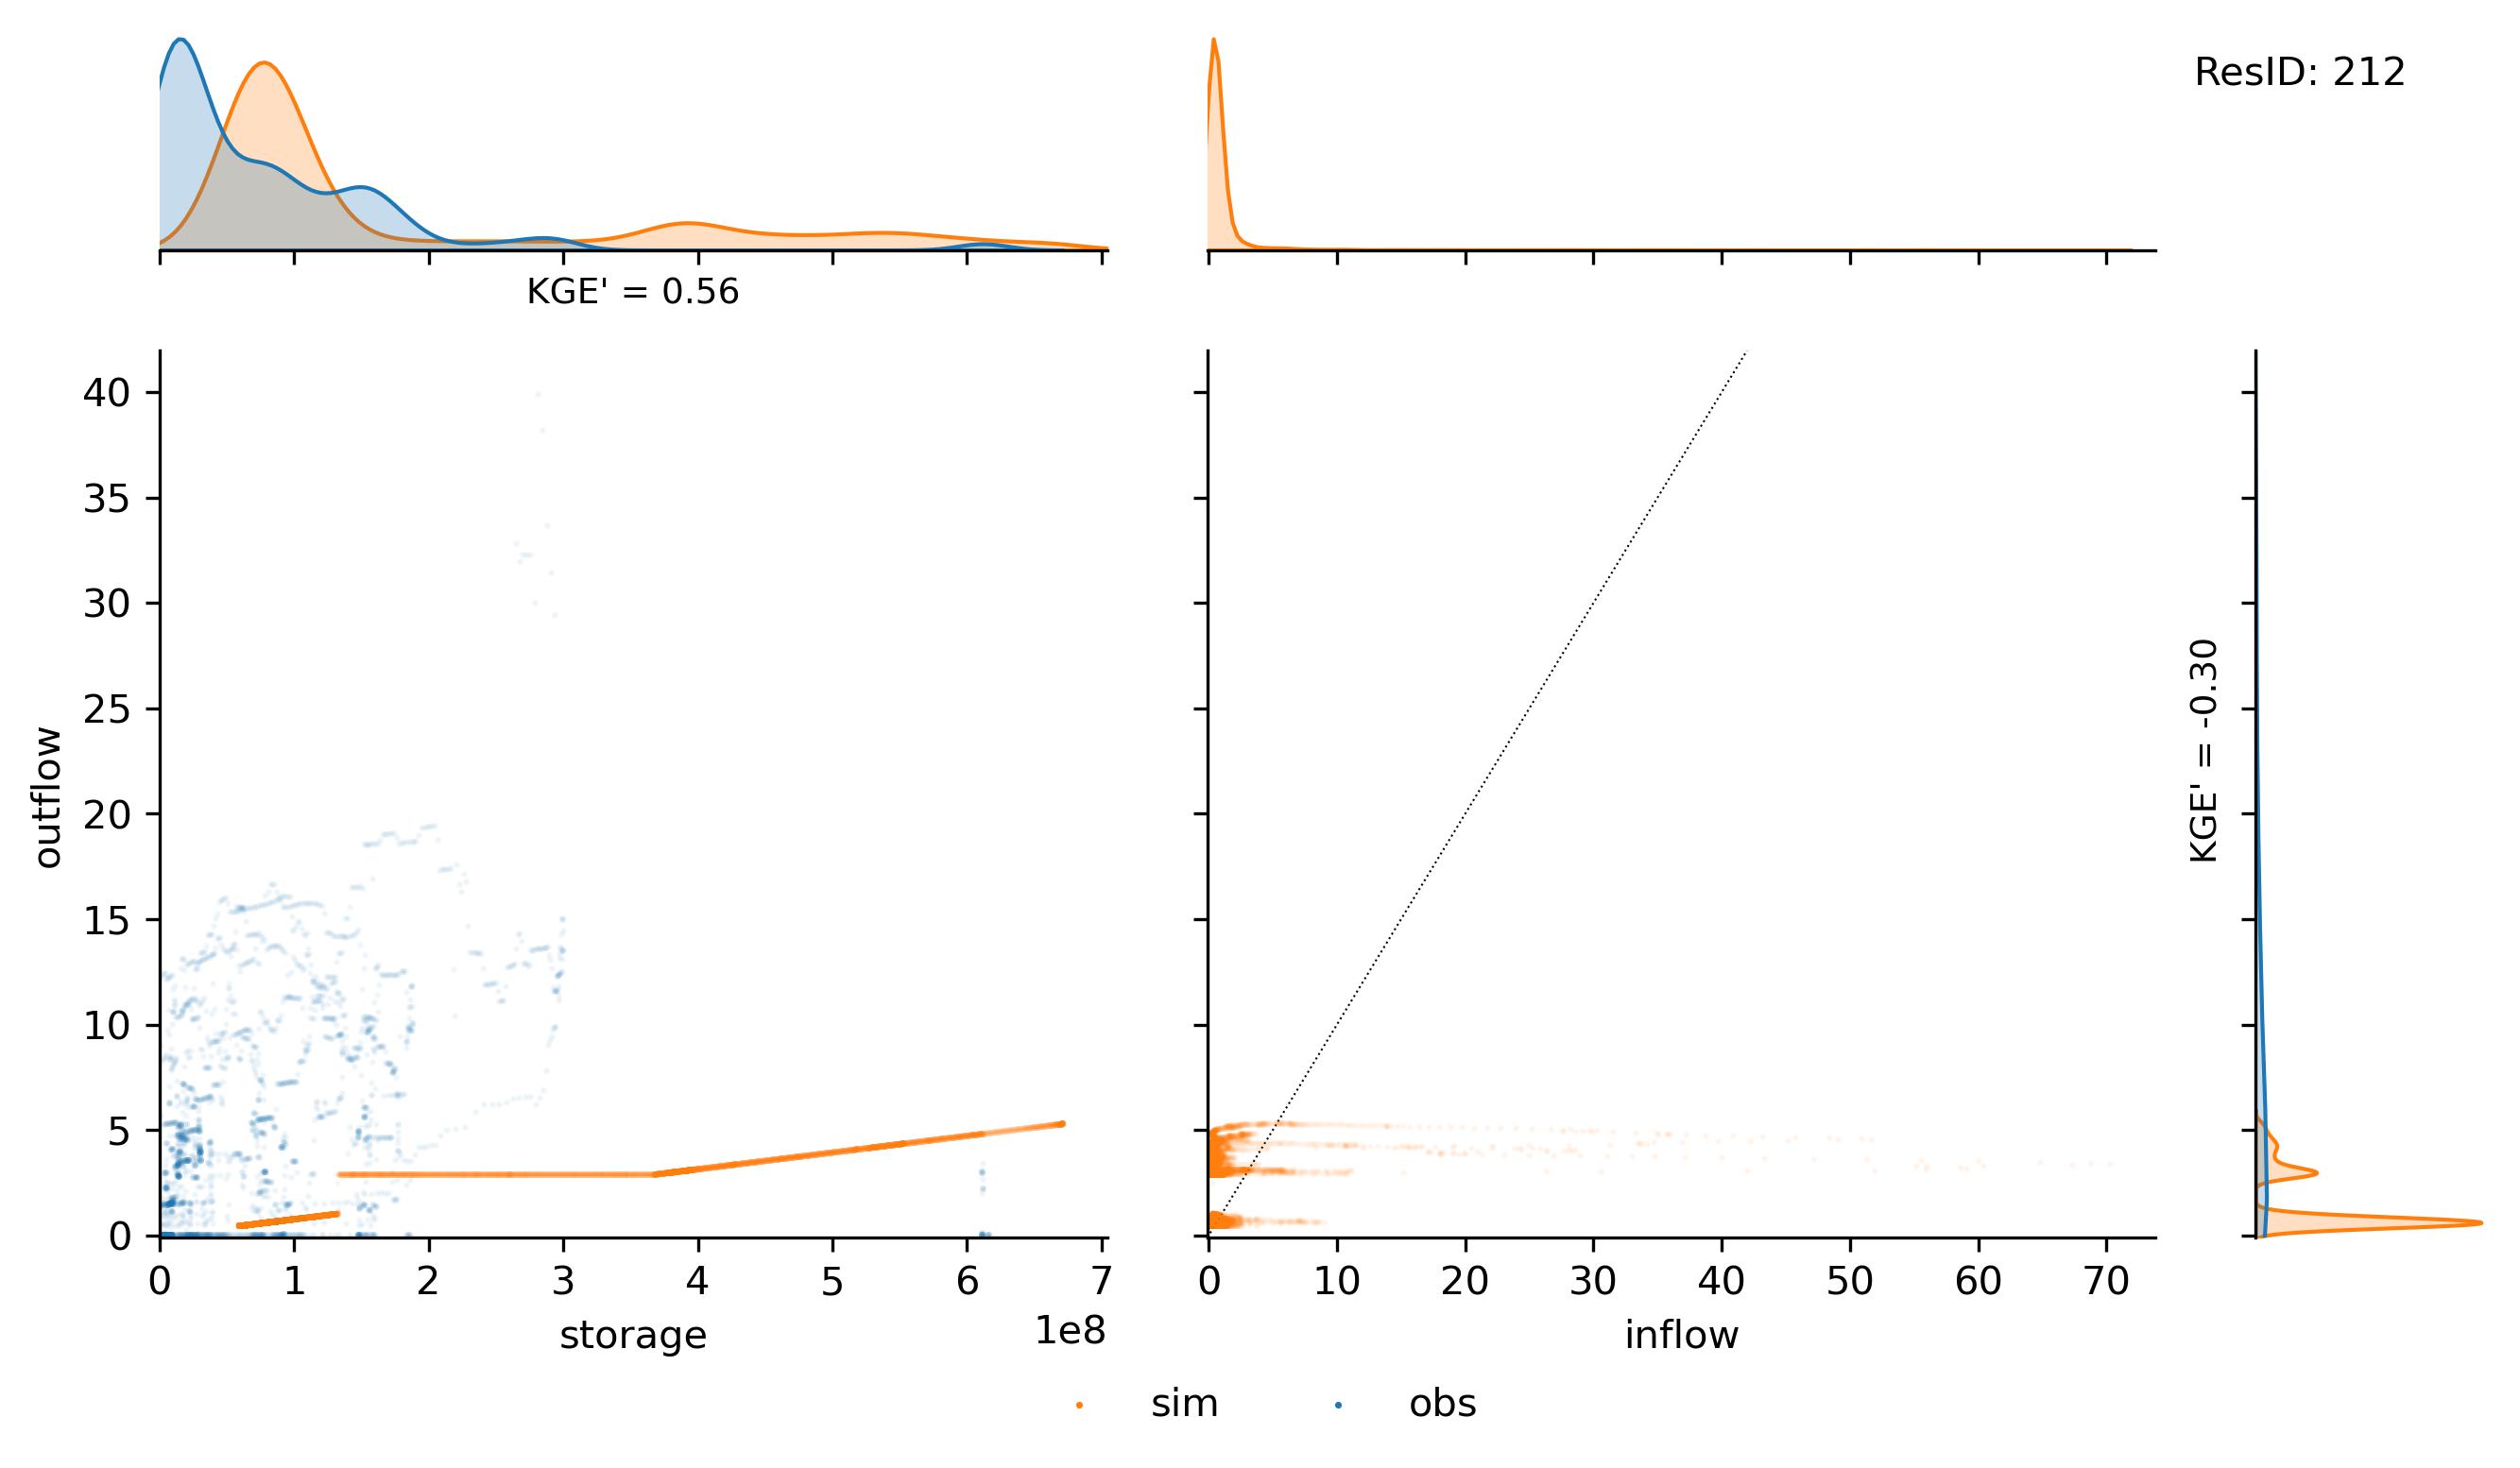 ResID: 212
KGE' = 0.56
40
35
30
25
20
15
10
5
0
outflow
KGE' = -0.30
0 1 2 3 4 5 6 7
0 10 20 30 40 50 60 70
storage
1e8
inflow
sim obs